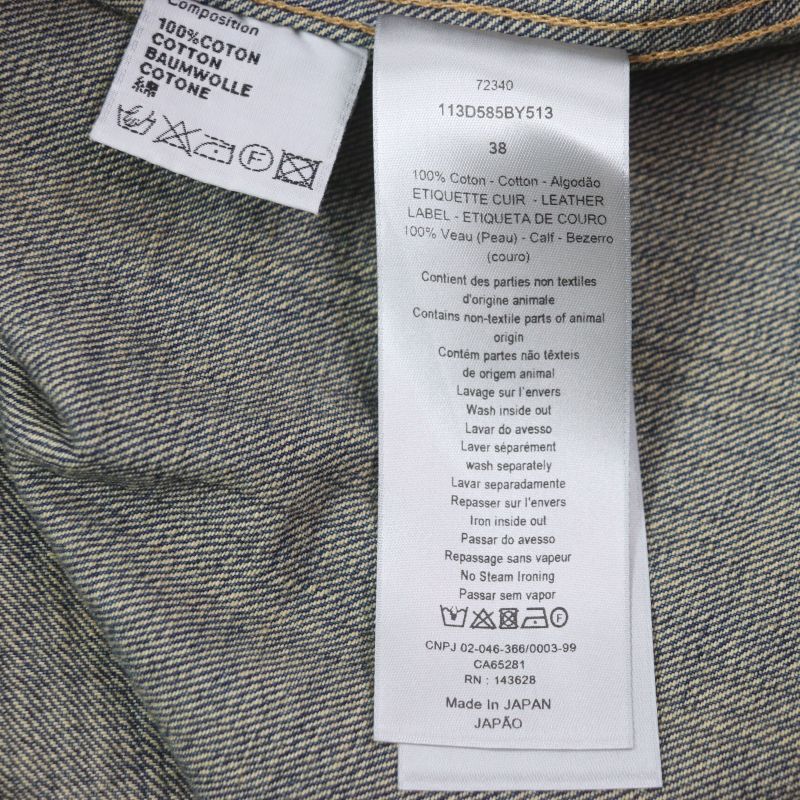 Composition
100%COTON
COTTON
BAUMWOLLE
COTONE
綿
F
72340
113D585BY513
38
100% Coton - Cotton - Algodão
ETIQUETTE CUIR - LEATHER
LABEL - ETIQUETA DE COURO
100% Veau (Peau) - Calf - Bezerro
(couro)
Contient des parties non textiles
d'origine animale
Contains non-textile parts of animal
origin
Contém partes não têxteis
de origem animal
Lavage sur l'envers
Wash inside out
Lavar do avesso
Laver séparément
wash separately
Lavar separadamente
Repasser sur l'envers
Iron inside out
Passar do avesso
Repassage sans vapeur
No Steam Ironing
Passar sem vapor
F
CNPJ 02-046-366/0003-99
CA65281
RN : 143628
Made In JAPAN
JAPÃO